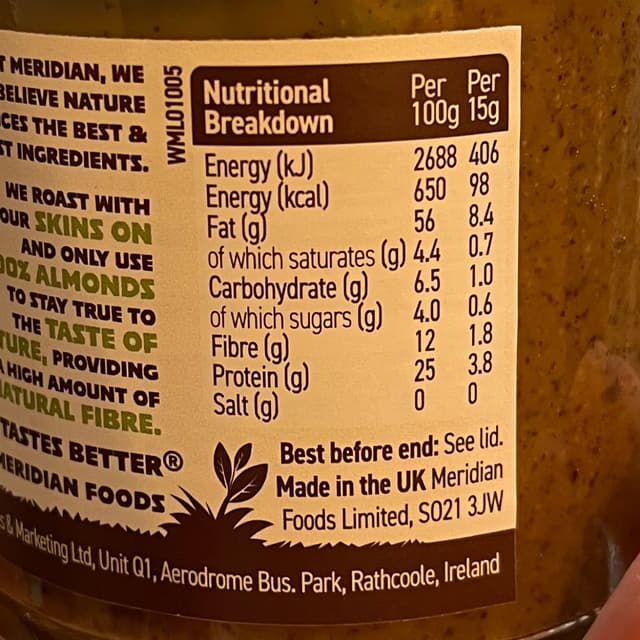 MERIDIAN, WE
BELIEVE NATURE
THE BEST &
INGREDIENTS.
WE ROAST WITH
OUR SKINS ON
AND ONLY USE
ALMONDS
TO STAY TRUE TO
THE TASTE OF
PROVIDING
HIGH AMOUNT OF
NATURAL FIBRE.
TASTES BETTER®
MERIDIAN FOODS
WML01005
Nutritional Breakdown Per 100g Per 15g
Energy (kJ) 2688 406
Energy (kcal) 650 98
Fat (g) 56 8.4
of which saturates (g) 4.4 0.7
Carbohydrate (g) 6.5 1.0
of which sugars (g) 4.0 0.6
Fibre (g) 12 1.8
Protein (g) 25 3.8
Salt (g) 0 0
Best before end: See lid.
Made in the UK Meridian
Foods Limited, SO21 3JW
& Marketing Ltd, Unit Q1, Aerodrome Bus. Park, Rathcoole, Ireland